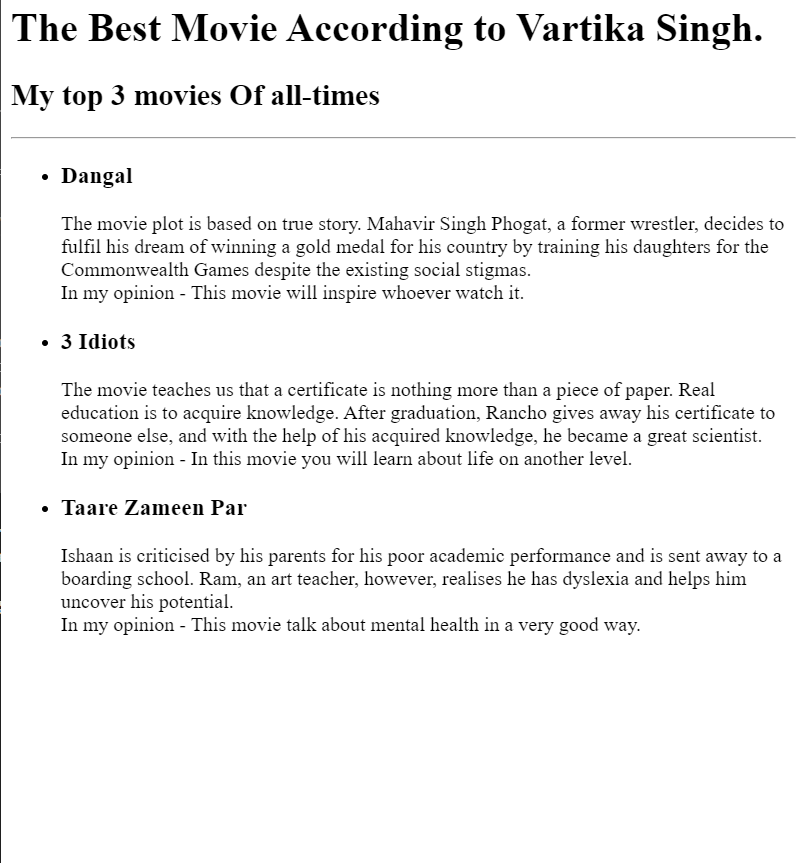 The Best Movie According to Vartika Singh.
My top 3 movies Of all-times
• Dangal
The movie plot is based on true story. Mahavir Singh Phogat, a former wrestler, decides to
fulfil his dream of winning a gold medal for his country by training his daughters for the
Commonwealth Games despite the existing social stigmas.
In my opinion - This movie will inspire whoever watch it.
• 3 Idiots
The movie teaches us that a certificate is nothing more than a piece of paper. Real
education is to acquire knowledge. After graduation, Rancho gives away his certificate to
someone else, and with the help of his acquired knowledge, he became a great scientist.
In my opinion - In this movie you will learn about life on another level.
• Taare Zameen Par
Ishaan is criticised by his parents for his poor academic performance and is sent away to a
boarding school. Ram, an art teacher, however, realises he has dyslexia and helps him
uncover his potential.
In my opinion - This movie talk about mental health in a very good way.